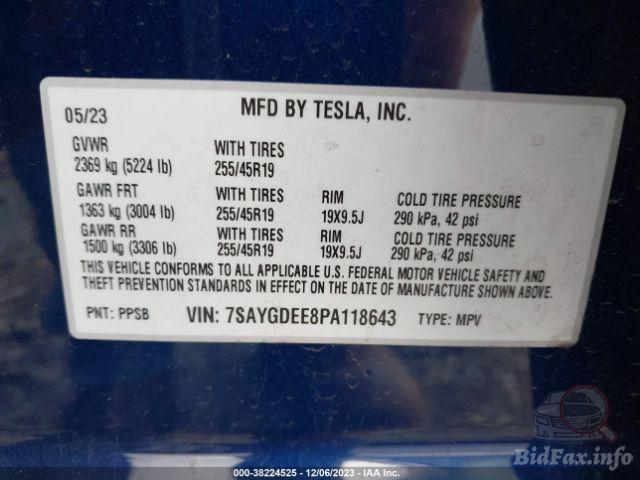 05/23 MFD BY TESLA, INC.
GVWR WITH TIRES
2369 kg (5224 lb) 255/45R19
GAWR FRT WITH TIRES RIM COLD TIRE PRESSURE
1363 kg (3004 lb) 255/45R19 19X9.5J 290 kPa, 42 psi
GAWR RR WITH TIRES RIM COLD TIRE PRESSURE
1500 kg (3306 lb) 255/45R19 19X9.5J 290 kPa, 42 psi
THIS VEHICLE CONFORMS TO ALL APPLICABLE U.S. FEDERAL MOTOR VEHICLE SAFETY AND
THEFT PREVENTION STANDARDS IN EFFECT ON THE DATE OF MANUFACTURE SHOWN ABOVE.
PNT: PPSB VIN: 7SAYGDEE8PA118643 TYPE: MPV
BidFax.info
000-38224525 - 12/06/2023 - IAA Inc.